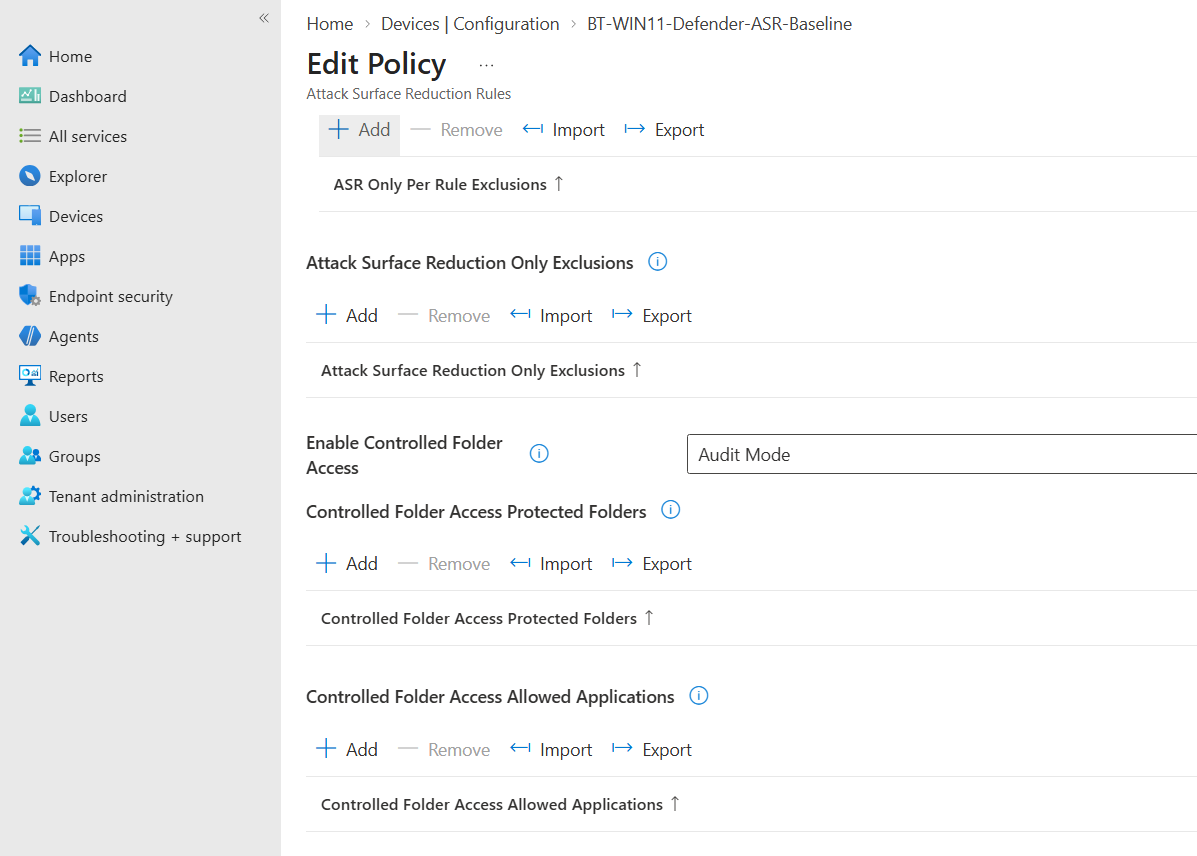 «
Home
Dashboard
All services
Explorer
Devices
Apps
Endpoint security
Agents
Reports
Users
Groups
Tenant administration
Troubleshooting + support
Home > Devices | Configuration > BT-WIN11-Defender-ASR-Baseline
Edit Policy ...
Attack Surface Reduction Rules
+ Add — Remove Import Export
ASR Only Per Rule Exclusions ↑
Attack Surface Reduction Only Exclusions
+ Add — Remove Import Export
Attack Surface Reduction Only Exclusions ↑
Enable Controlled Folder
Access
Audit Mode
Controlled Folder Access Protected Folders
+ Add — Remove Import Export
Controlled Folder Access Protected Folders ↑
Controlled Folder Access Allowed Applications
+ Add — Remove Import Export
Controlled Folder Access Allowed Applications ↑